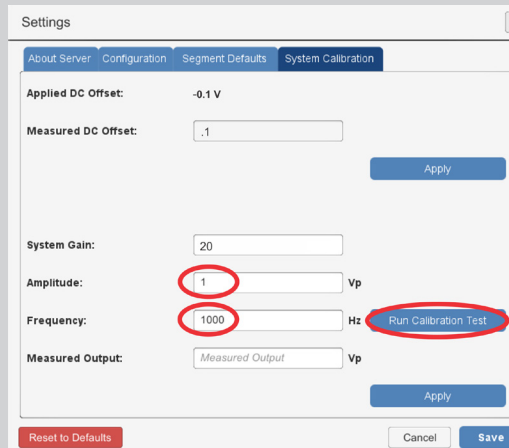 Settings
About Server Configuration Segment Defaults System Calibration
Applied DC Offset: -0.1 V
Measured DC Offset: .1
Apply
System Gain: 20
Amplitude: 1 Vp
Frequency: 1000 Hz Run Calibration Test
Measured Output: Measured Output Vp
Apply
Reset to Defaults Cancel Save